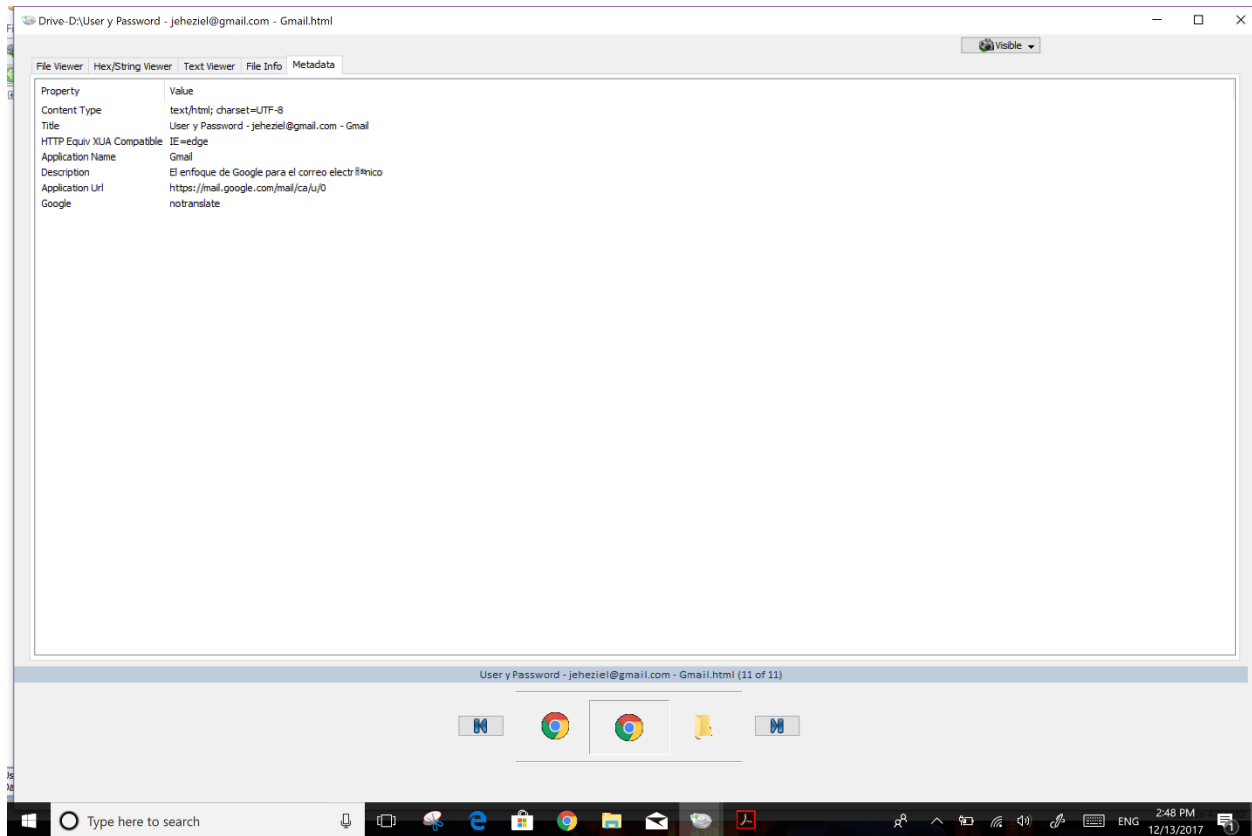 Drive-D:\User y Password - jeheziel@gmail.com - Gmail.html
Visible
File Viewer Hex/String Viewer Text Viewer File Info Metadata
Property Value
Content Type text/html; charset=UTF-8
Title User y Password - jeheziel@gmail.com - Gmail
HTTP Equiv XUA Compatible IE=edge
Application Name Gmail
Description El enfoque de Google para el correo
Application Url https://mail.google.com/mail/ca/u/0
Google notranslate
User y Password - jeheziel@gmail.com - Gmail.html (11 of 11)
Type here to search
ENG
2:48 PM
12/13/2017